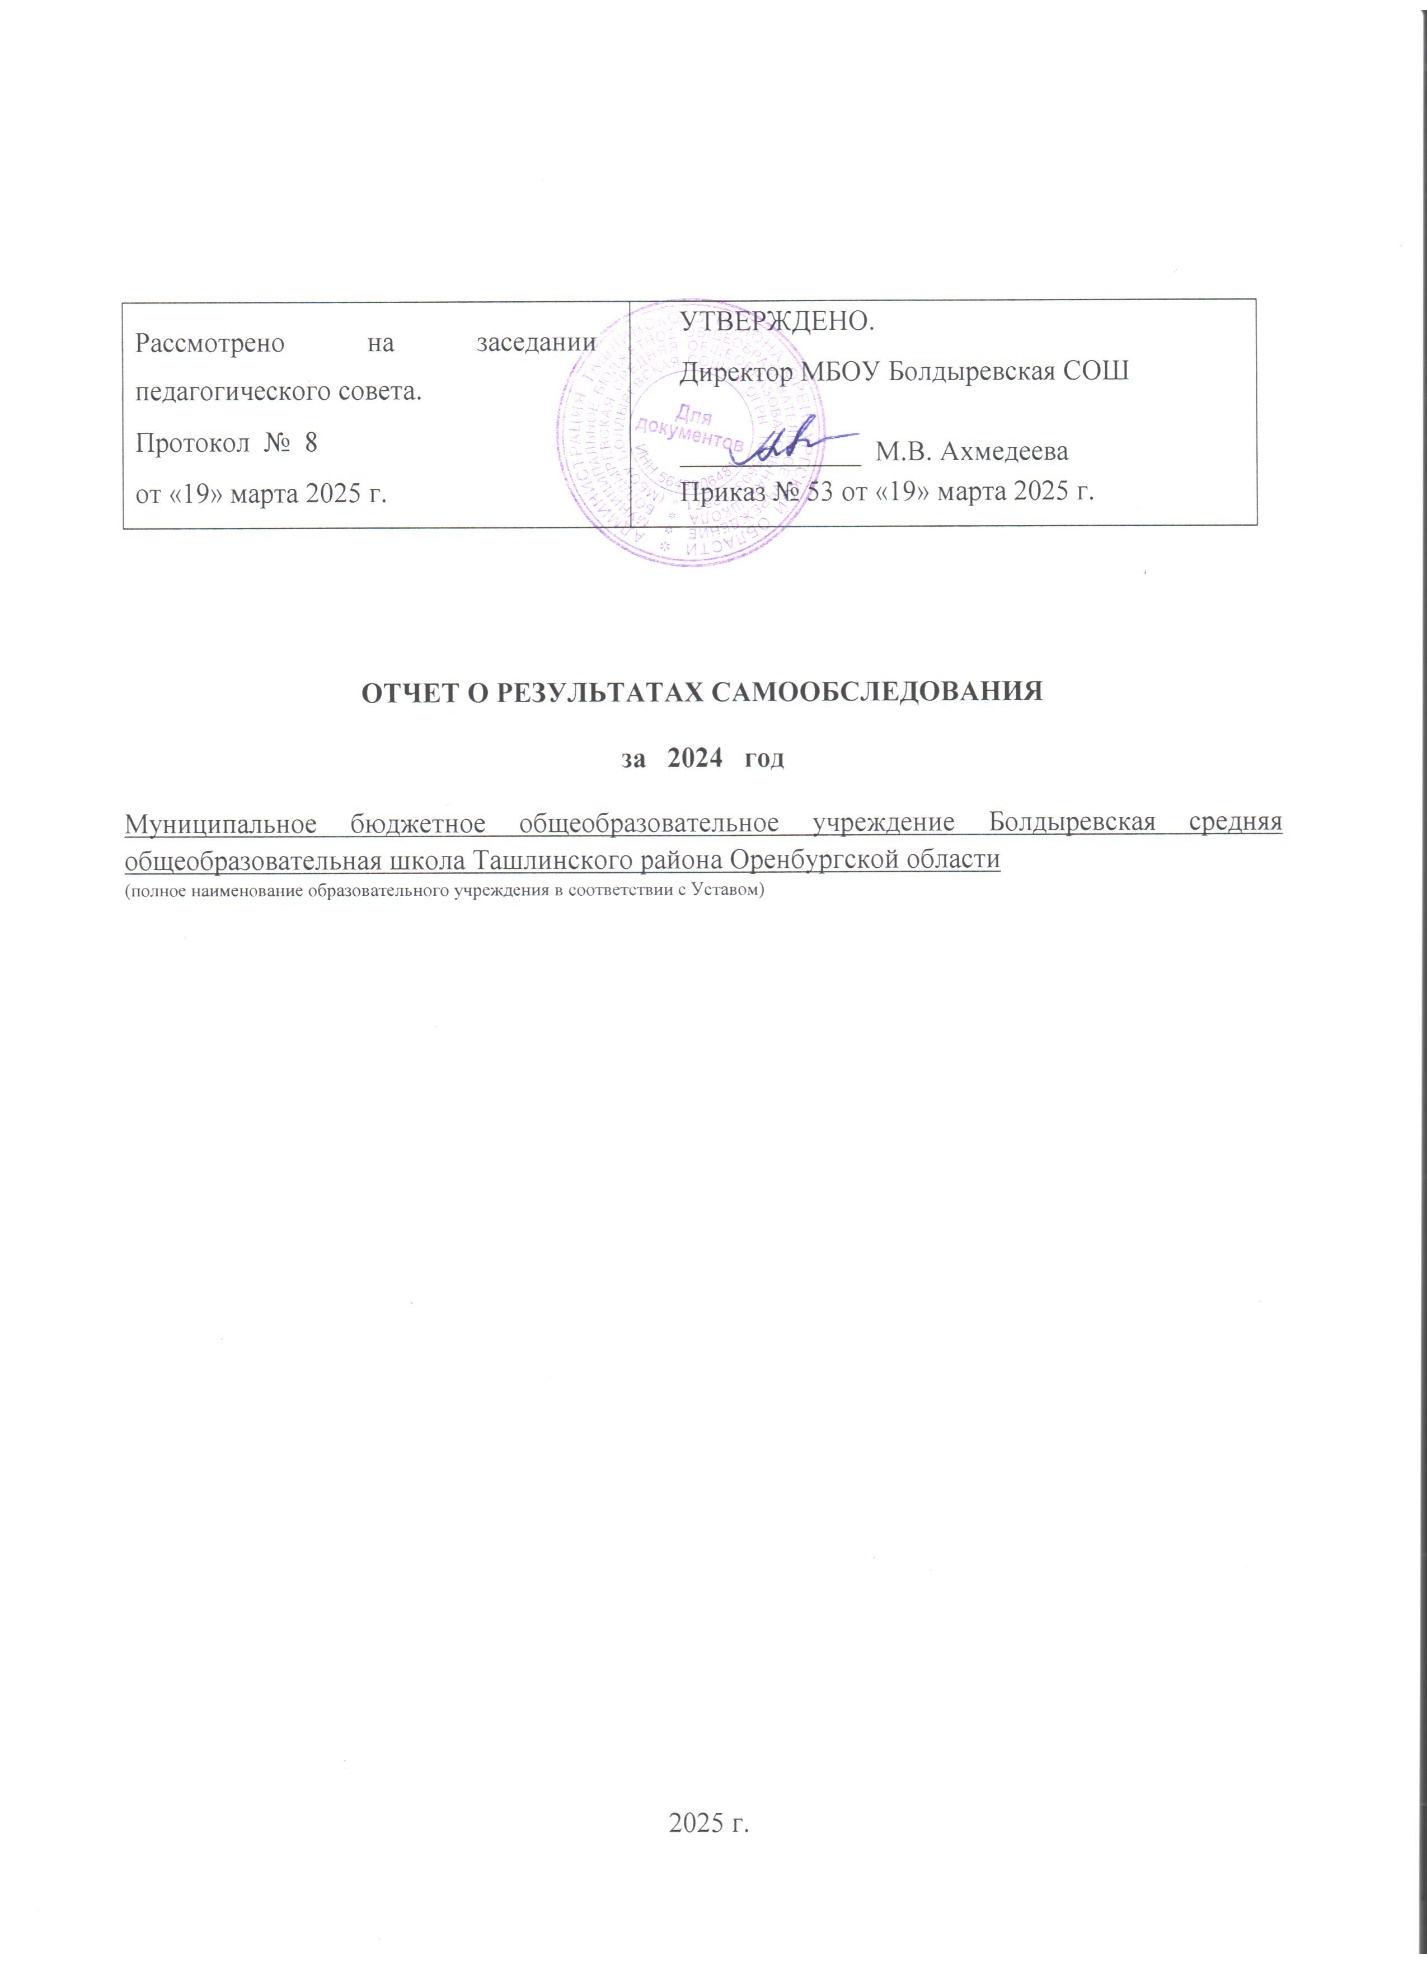 Рассмотрено на заседании
педагогического совета.
Протокол № 8
от «19» марта 2025 г.
УТВЕРЖДЕНО.
Директор МБОУ Болдыревская СОШ
М.В. Ахмедеева
Приказ № 53 от «19» марта 2025 г.
Для
документов
ОТЧЕТ О РЕЗУЛЬТАТАХ САМООБСЛЕДОВАНИЯ
за 2024 год
Муниципальное бюджетное общеобразовательное учреждение Болдыревская средняя
общеобразовательная школа Ташлинского района Оренбургской области
(полное наименование образовательного учреждения в соответствии с Уставом)
2025 г.